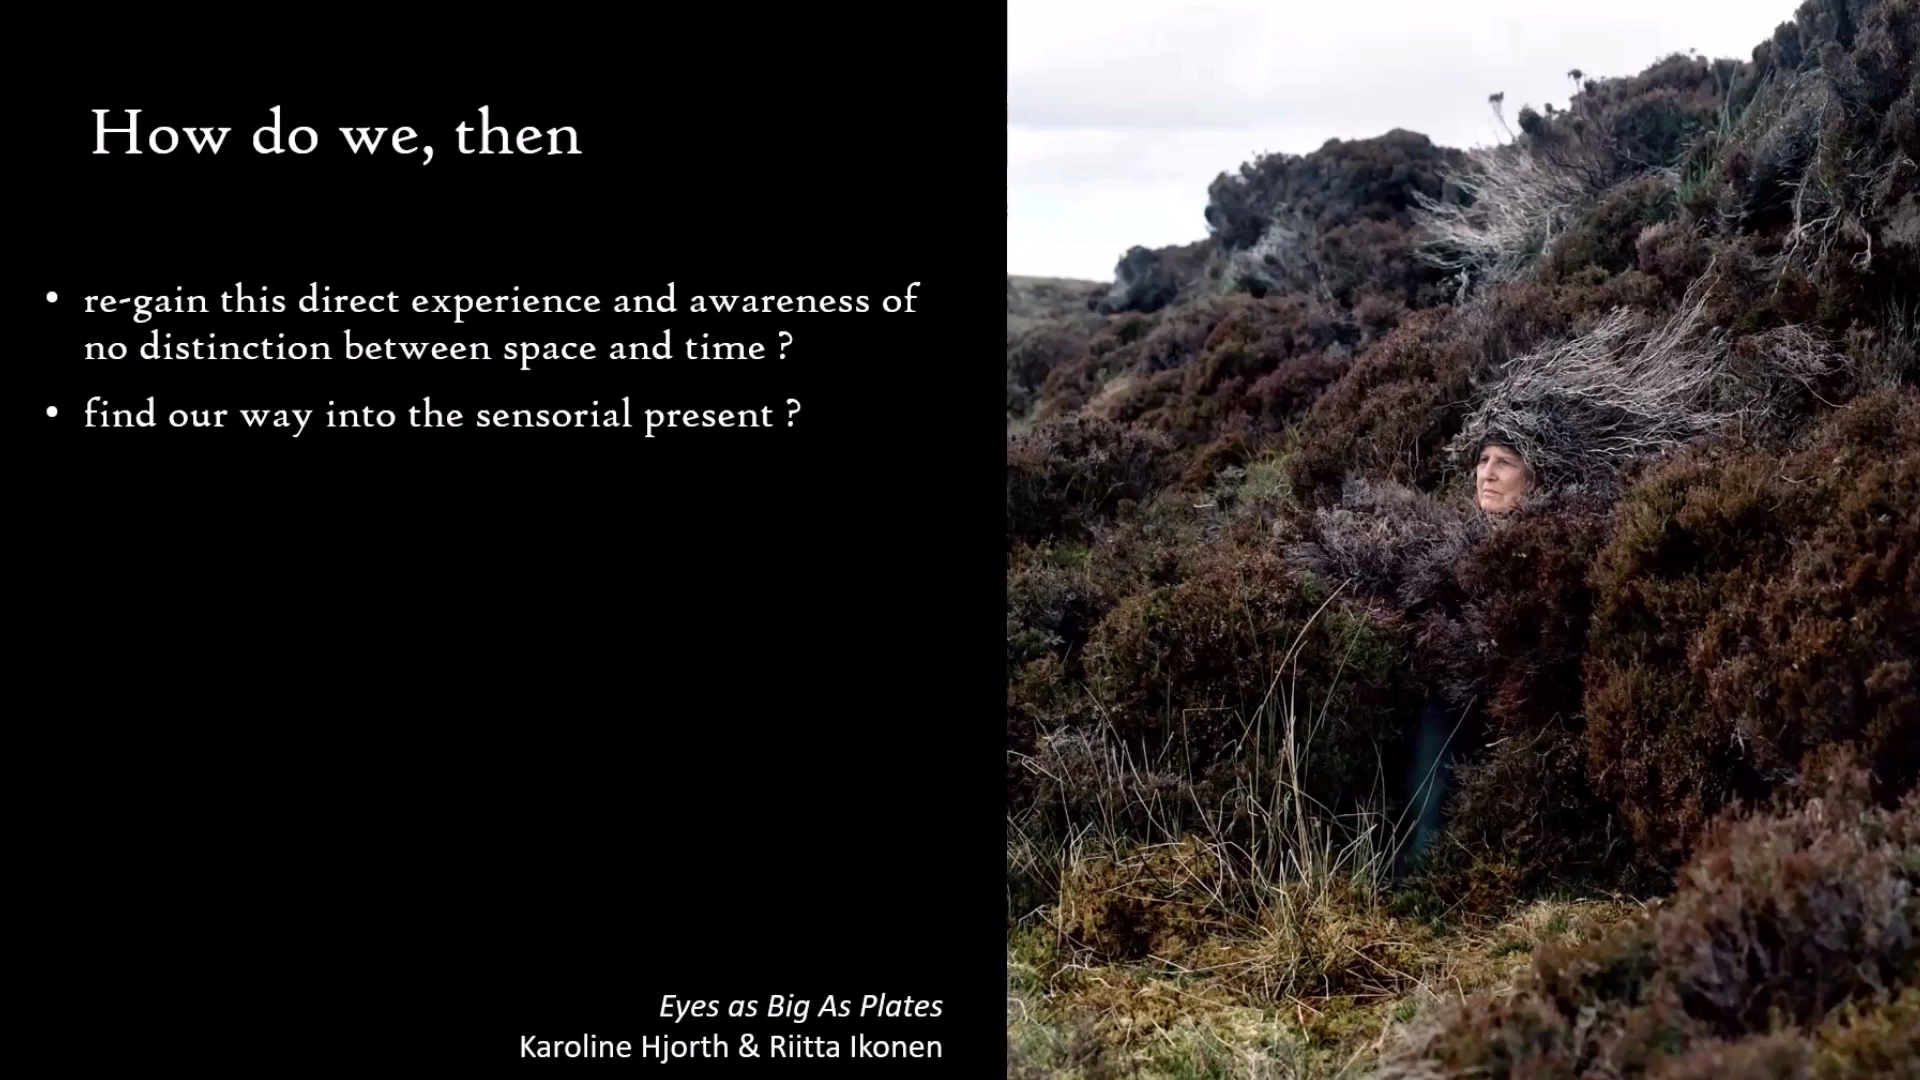 How do we, then
• re-gain this direct experience and awareness of
no distinction between space and time ?
• find our way into the sensorial present ?
Eyes as Big As Plates
Karoline Hjorth & Riitta Ikonen